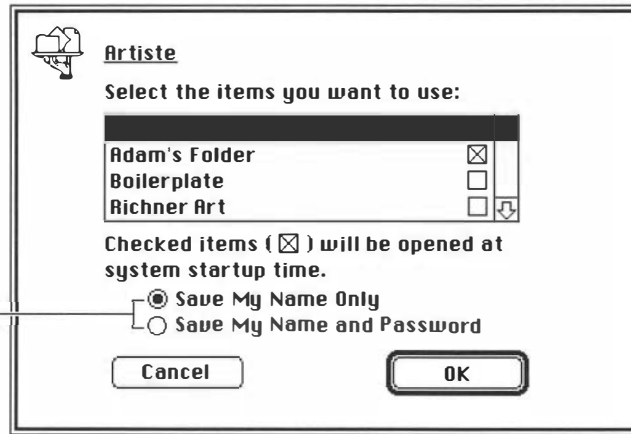 Artiste
Select the items you want to use:
Adam's Folder
Boilerplate
Richner Art
Checked items ( ☒ ) will be opened at
system startup time.
Save My Name Only
Save My Name and Password
Cancel
OK